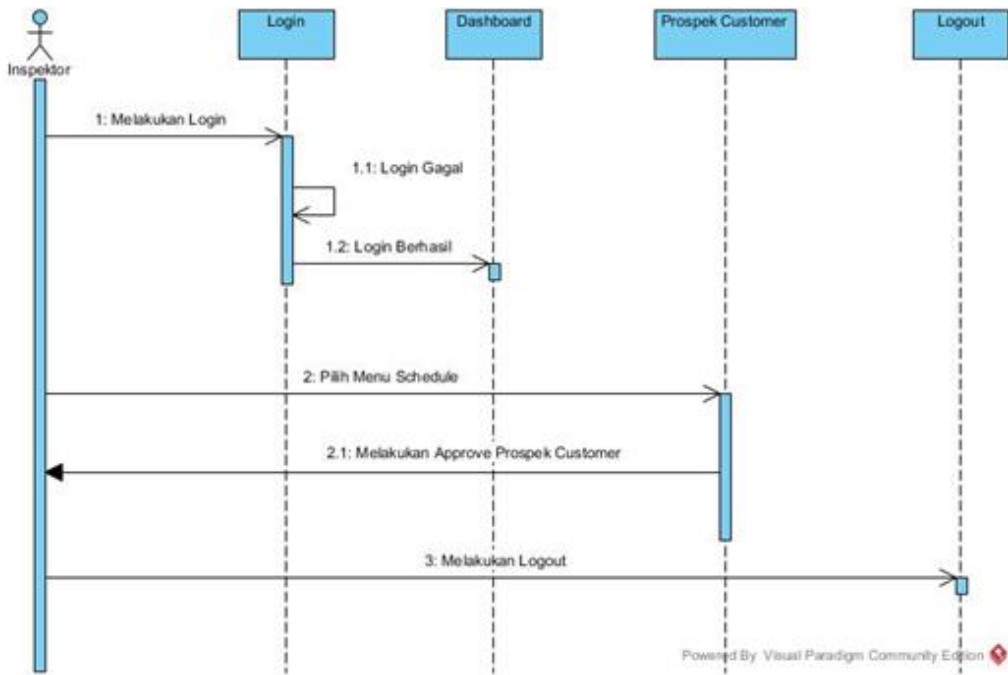 Login
Dashboard
Prospek Customer
Logout
Inspektor
1: Melakukan Login
1.1: Login Gagal
1.2: Login Berhasil
2: Pilih Menu Schedule
2.1: Melakukan Approve Prospek Customer
3: Melakukan Logout
Powered By Visual Paradigm Community Edition